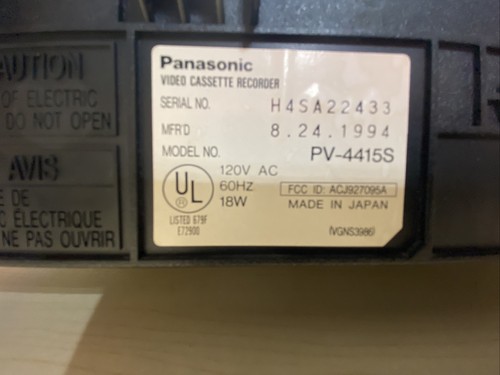 AUTION
OF ELECTRIC
DO NOT OPEN
AVIS
E DE
C ÉLECTRIQUE
NE PAS OUVRIR
Panasonic
VIDEO CASSETTE RECORDER
SERIAL NO. H4SA22433
MFR'D 8.24.1994
MODEL NO. PV-4415S
UL
®
LISTED 679F
E72900
120V AC
60HZ
18W
FCC ID: ACJ927095A
MADE IN JAPAN
(VGNS3986)